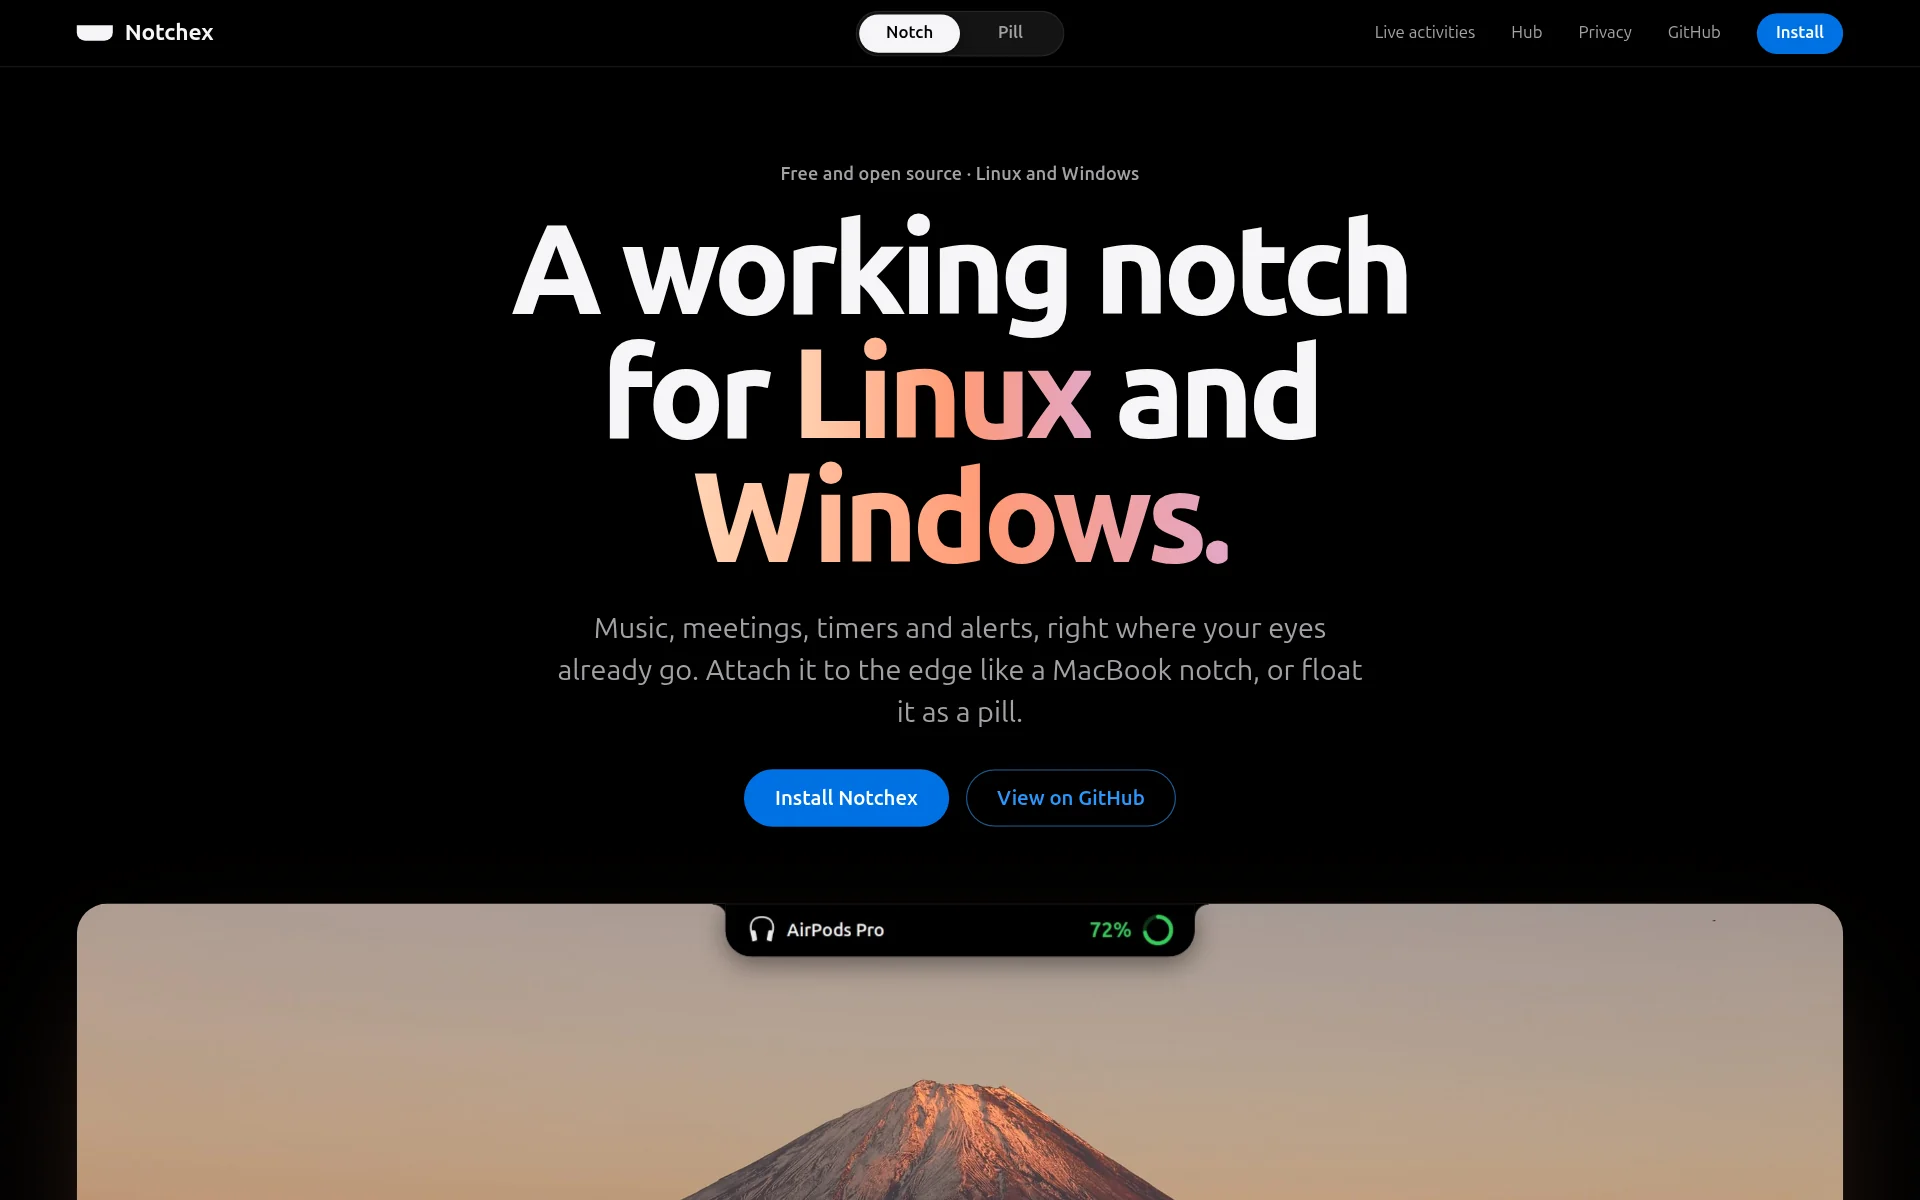 Notchex
Notch Pill
Live activities Hub Privacy GitHub Install
Free and open source · Linux and Windows
A working notch
for Linux and
Windows.
Music, meetings, timers and alerts, right where your eyes
already go. Attach it to the edge like a MacBook notch, or float
it as a pill.
Install Notchex View on GitHub
AirPods Pro 72%